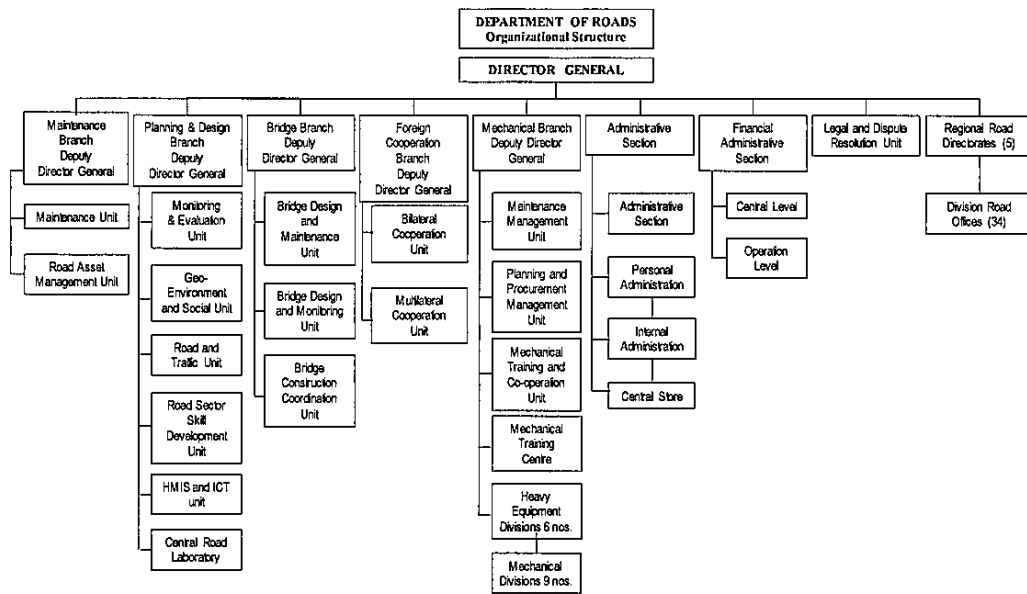 DEPARTMENT OF ROADS
Organizational Structure
DIRECTOR GENERAL
Maintenance
Branch
Deputy
Director General
Maintenance Unit
Road Asset
Management Unit
Planning & Design
Branch
Deputy
Director General
Monitoring
& Evaluation
Unit
Geo-
Environment
and Social Unit
Road and
Traffic Unit
Road Sector
Skill
Development
Unit
HMIS and ICT
unit
Central Road
Laboratory
Bridge Branch
Deputy
Director General
Bridge Design
and
Maintenance
Unit
Bridge Design
and Monitoring
Unit
Bridge
Construction
Coordination
Unit
Foreign
Cooperation
Branch
Deputy
Director General
Bilateral
Cooperation
Unit
Multilateral
Cooperation
Unit
Mechanical Branch
Deputy Director
General
Maintenance
Management
Unit
Planning and
Procurement
Management
Unit
Mechanical
Training and
Co-operation
Unit
Mechanical
Training
Centre
Heavy
Equipment
Divisions 6 nos.
Mechanical
Divisions 9 nos.
Administrative
Section
Administrative
Section
Personal
Administration
Internal
Administration
Central Store
Financial
Administrative
Section
Central Level
Operation
Level
Legal and Dispute
Resolution Unit
Regional Road
Directorates (5)
Division Road
Offices (34)